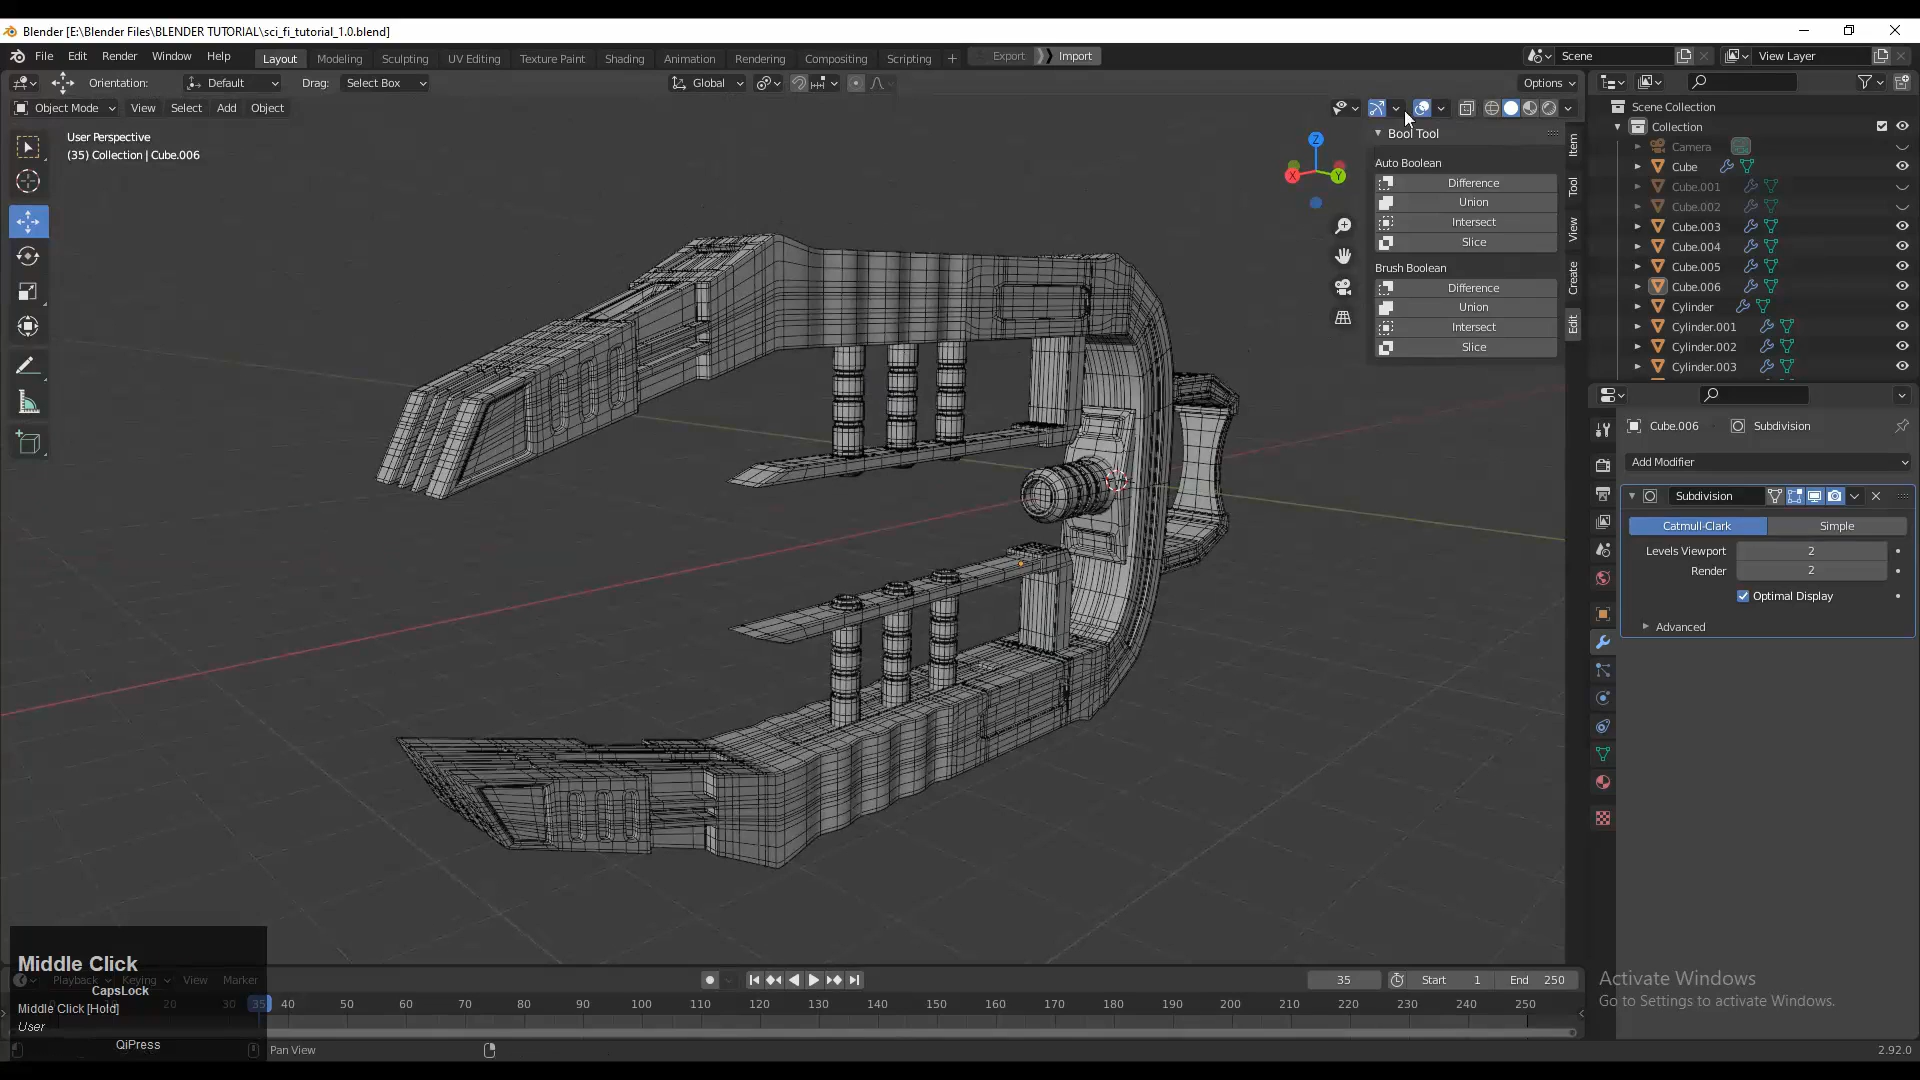 Blender [E:\Blender Files\BLENDER TUTORIAL\sci_fi_tutorial_1.0.blend]
File Edit Render Window Help Layout Modeling Sculpting UV Editing Texture Paint Shading Animation Rendering Compositing Scripting + Export Import Scene View Layer
Orientation: Default Drag: Select Box Global Options
Object Mode View Select Add Object
User Perspective
(35) Collection | Cube.006
Z
X
Y
Bool Tool
Auto Boolean
Difference
Union
Intersect
Slice
Brush Boolean
Difference
Union
Intersect
Slice
Item
Tool
View
Create
Edit
Scene Collection
Collection
Camera
Cube
Cube.001
Cube.002
Cube.003
Cube.004
Cube.005
Cube.006
Cylinder
Cylinder.001
Cylinder.002
Cylinder.003
Cube.006 Subdivision
Add Modifier
Subdivision
Catmull-Clark Simple
Levels Viewport 2
Render 2
Optimal Display
Advanced
Middle Click
Playback Keying View Marker
CapsLock
Middle Click [Hold]
User
QiPress
35 Start 1 End 250
20 30 35 40 50 60 70 80 90 100 110 120 130 140 150 160 170 180 190 200 210 220 230 240 250
Pan View
Activate Windows
Go to Settings to activate Windows.
2.92.0